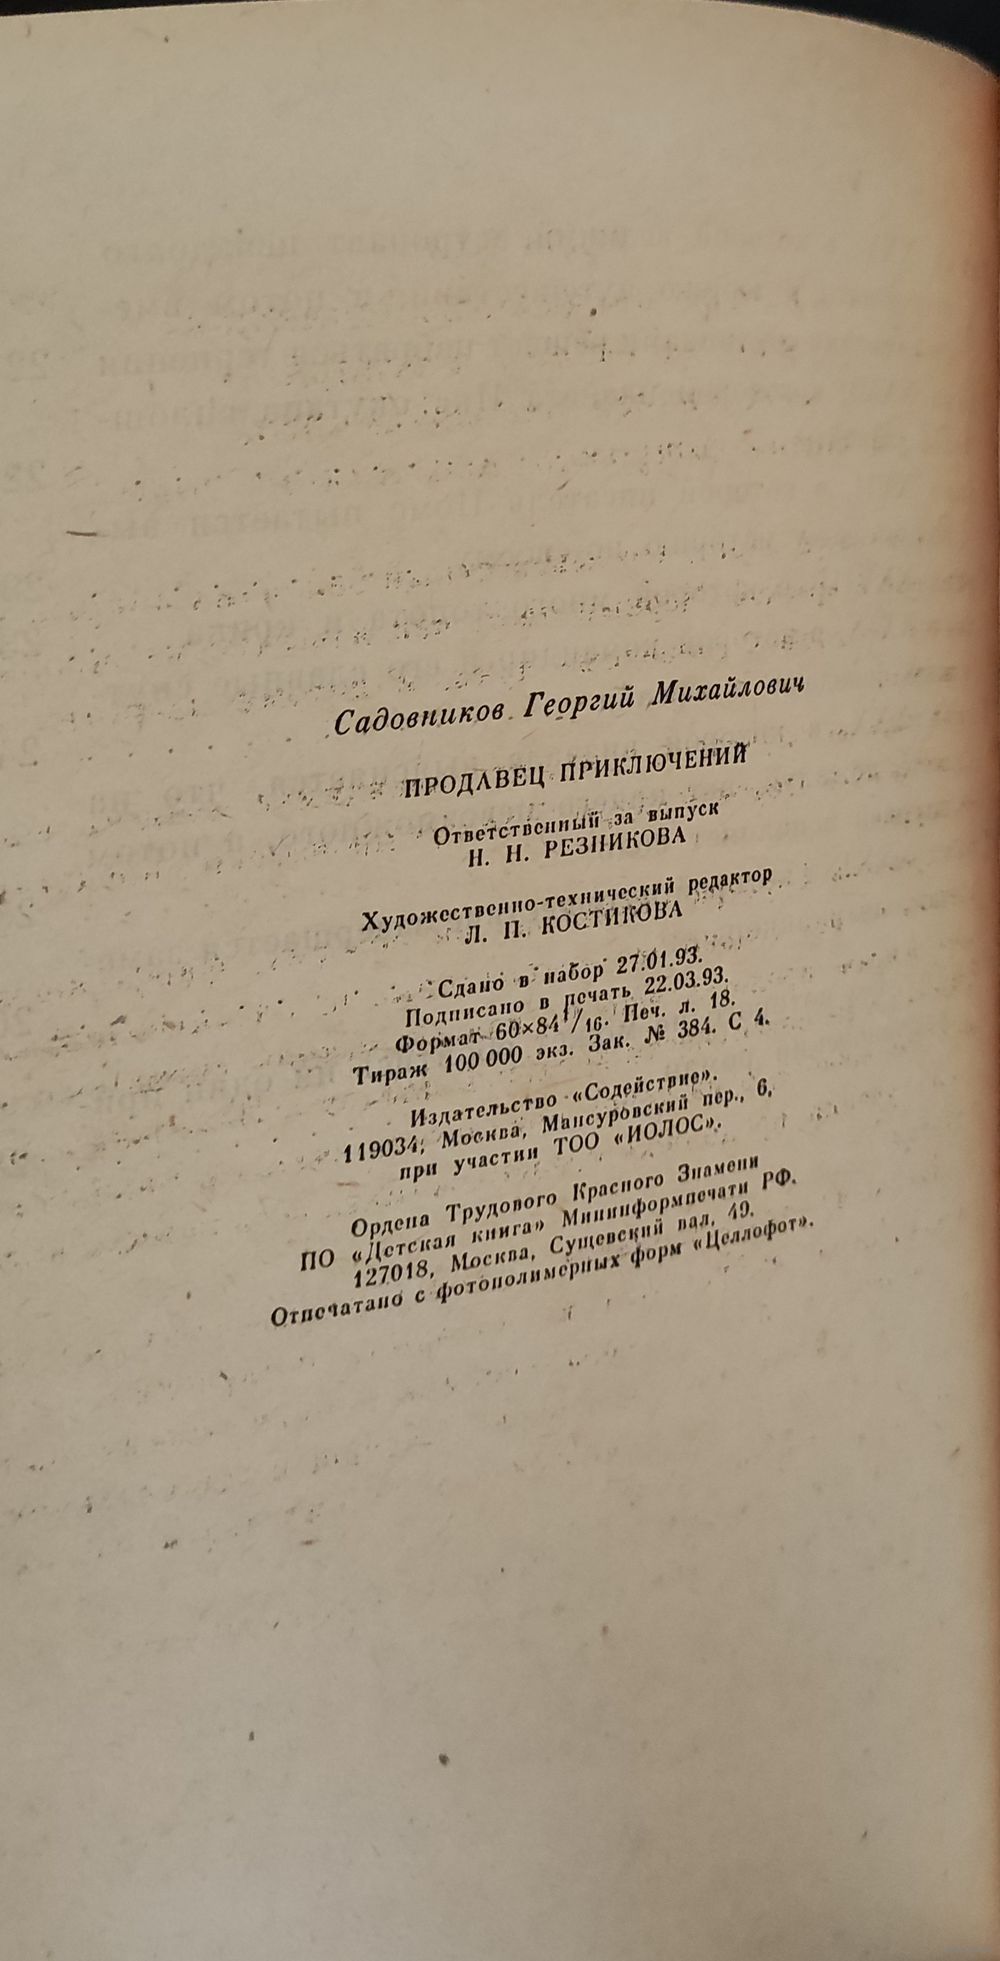 Садовников Георгий Михайлович
ПРОДАВЕЦ ПРИКЛЮЧЕНИЙ
Ответственный за выпуск
Н. Н. РЕЗНИКОВА
Художественно-технический редактор
Л. П. КОСТИКОВА
Сдано в набор 27.01.93.
Подписано в печать 22.03.93.
Формат 60×84 1/16. Печ. л. 18.
Тираж 100 000 экз. Зак. № 384. С 4.
Издательство «Содействие».
119034, Москва, Мансуровский пер., 6,
при участии ТОО «ИОЛОС».
Ордена Трудового Красного Знамени
ПО «Детская книга» Мининформпечати РФ.
127018, Москва, Сущевский вал, 49.
Отпечатано с фотополимерных форм «Целлофот».